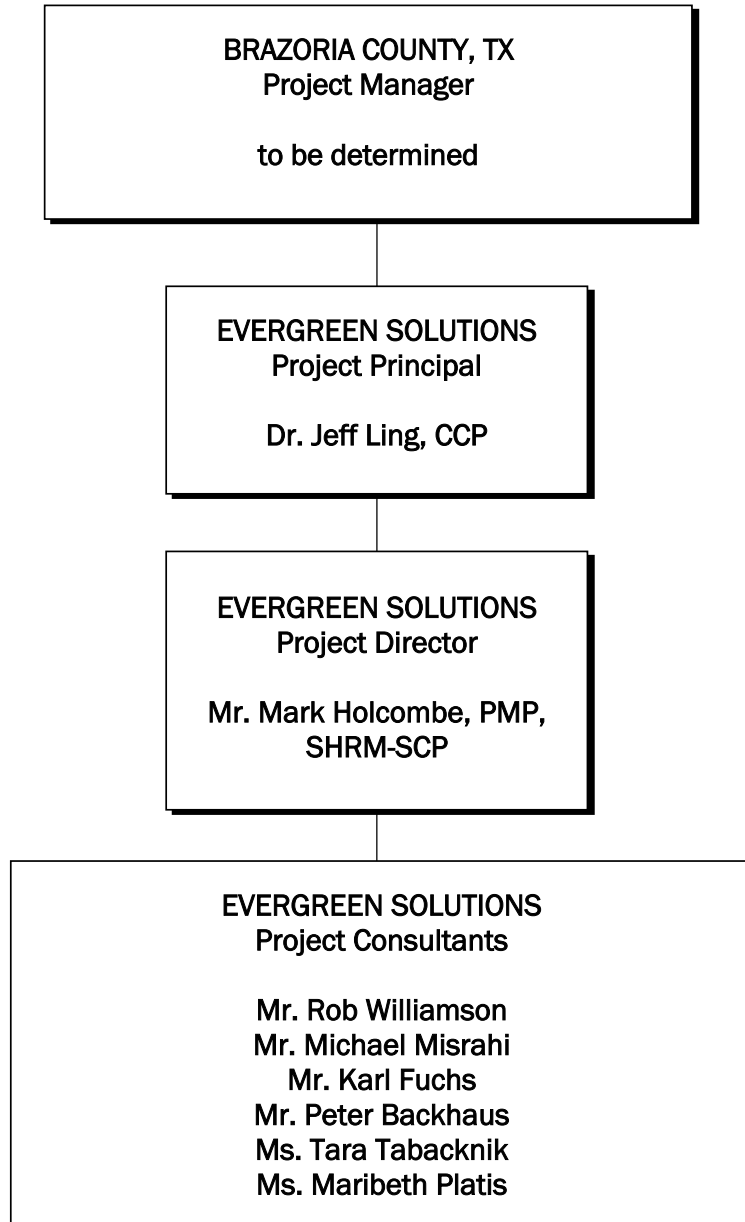 BRAZORIA COUNTY, TX
Project Manager
to be determined
EVERGREEN SOLUTIONS
Project Principal
Dr. Jeff Ling, CCP
EVERGREEN SOLUTIONS
Project Director
Mr. Mark Holcombe, PMP,
SHRM-SCP
EVERGREEN SOLUTIONS
Project Consultants
Mr. Rob Williamson
Mr. Michael Misrahi
Mr. Karl Fuchs
Mr. Peter Backhaus
Ms. Tara Tabacknik
Ms. Maribeth Platis